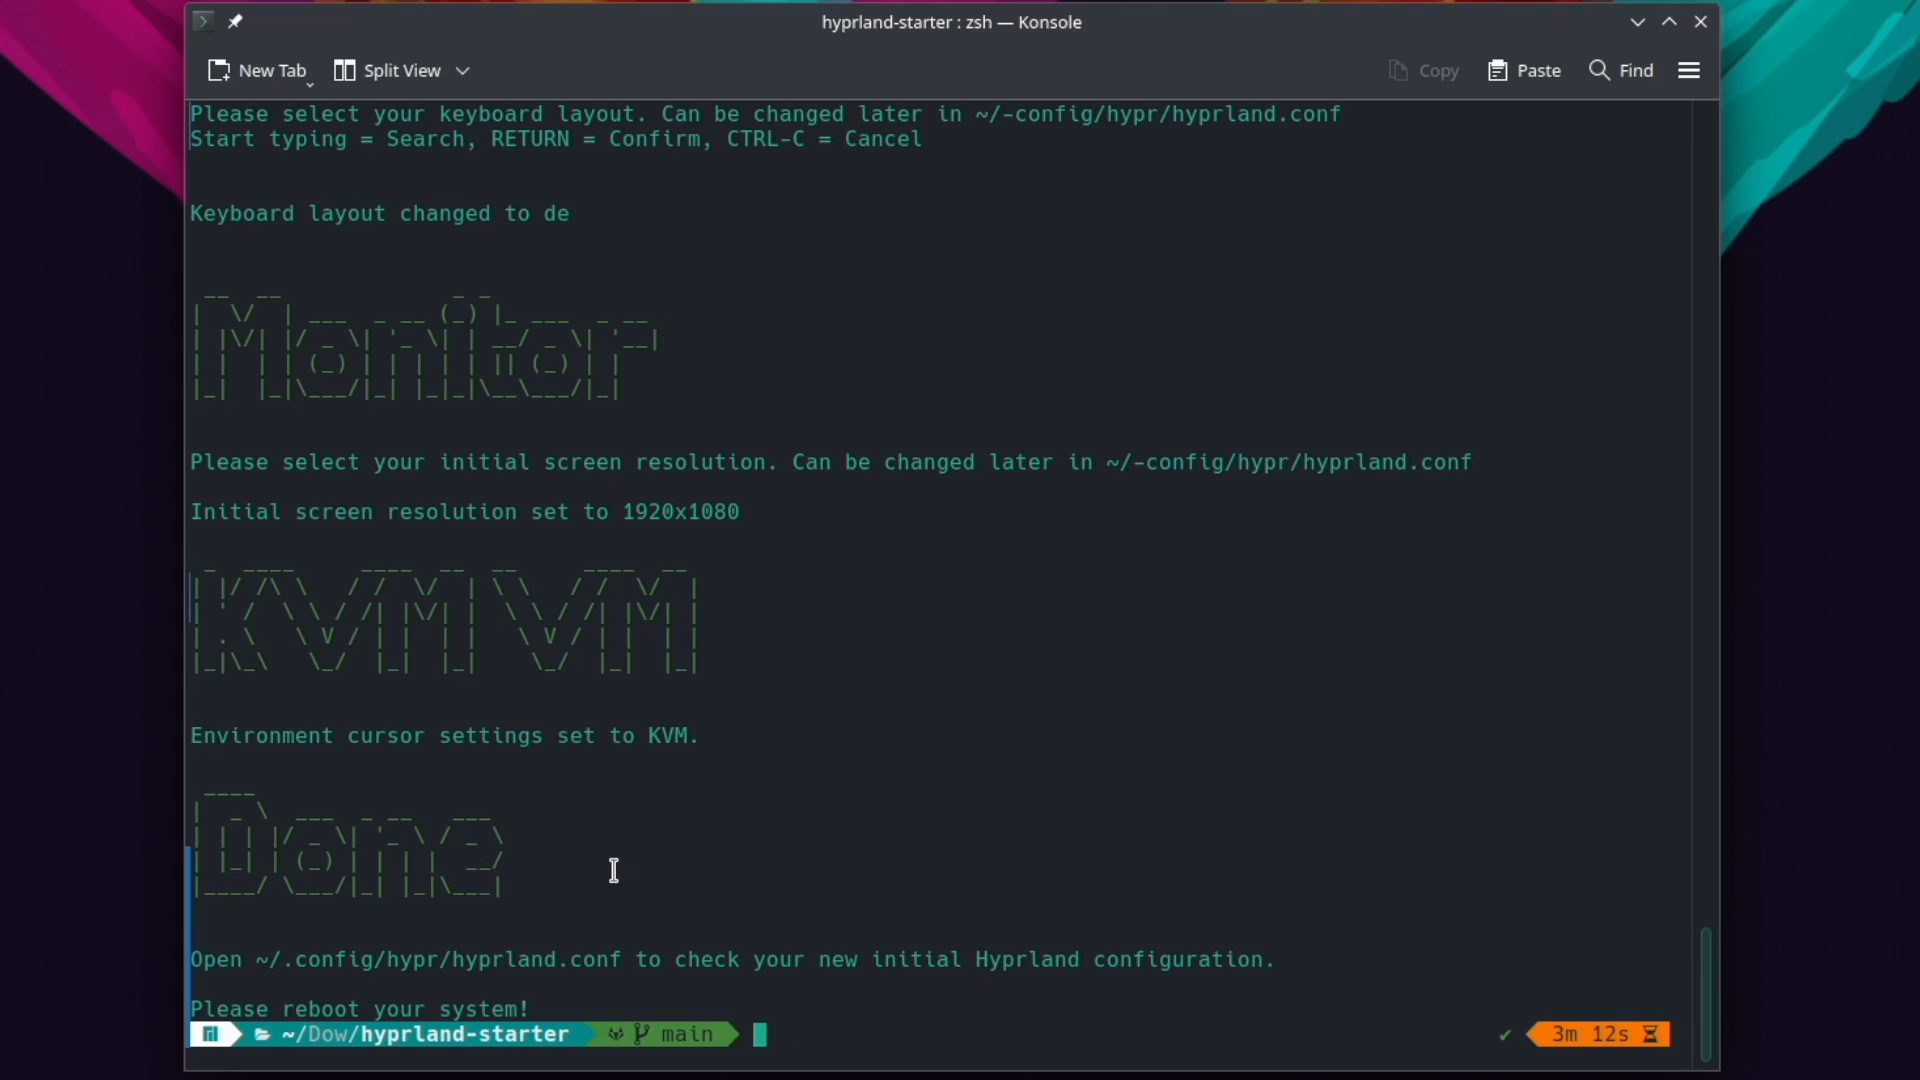 hyprland-starter : zsh — Konsole
New Tab Split View Copy Paste Find
Please select your keyboard layout. Can be changed later in ~/-config/hypr/hyprland.conf
Start typing = Search, RETURN = Confirm, CTRL-C = Cancel
Keyboard layout changed to de
Monitor
Please select your initial screen resolution. Can be changed later in ~/-config/hypr/hyprland.conf
Initial screen resolution set to 1920x1080
KVM VM
Environment cursor settings set to KVM.
Done
Open ~/.config/hypr/hyprland.conf to check your new initial Hyprland configuration.
Please reboot your system!
~/Dow/hyprland-starter main ✔ 3m 12s